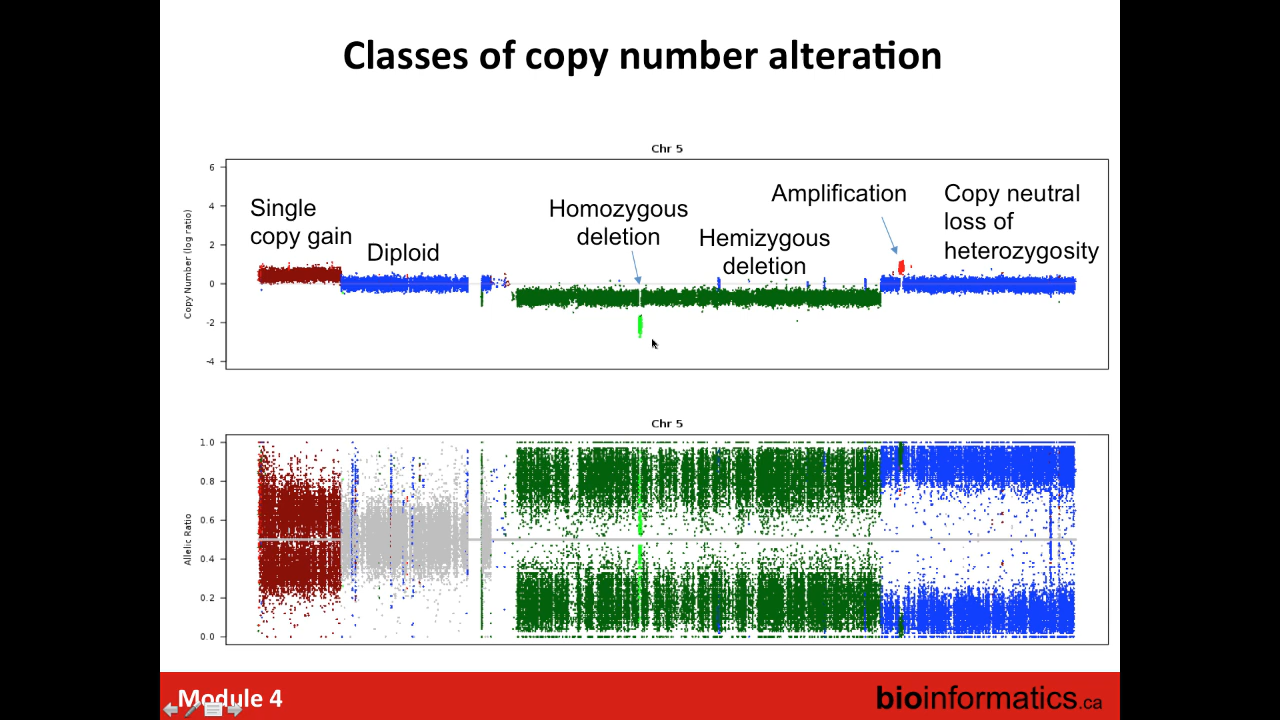 Classes of copy number alteration
Chr 5
Copy Number (log ratio)
6
4
2
0
-2
-4
Single
copy gain
Diploid
Homozygous
deletion
Hemizygous
deletion
Amplification
Copy neutral
loss of
heterozygosity
Chr 5
Allelic Ratio
1.0
0.8
0.6
0.4
0.2
0.0
Module 4
bioinformatics.ca